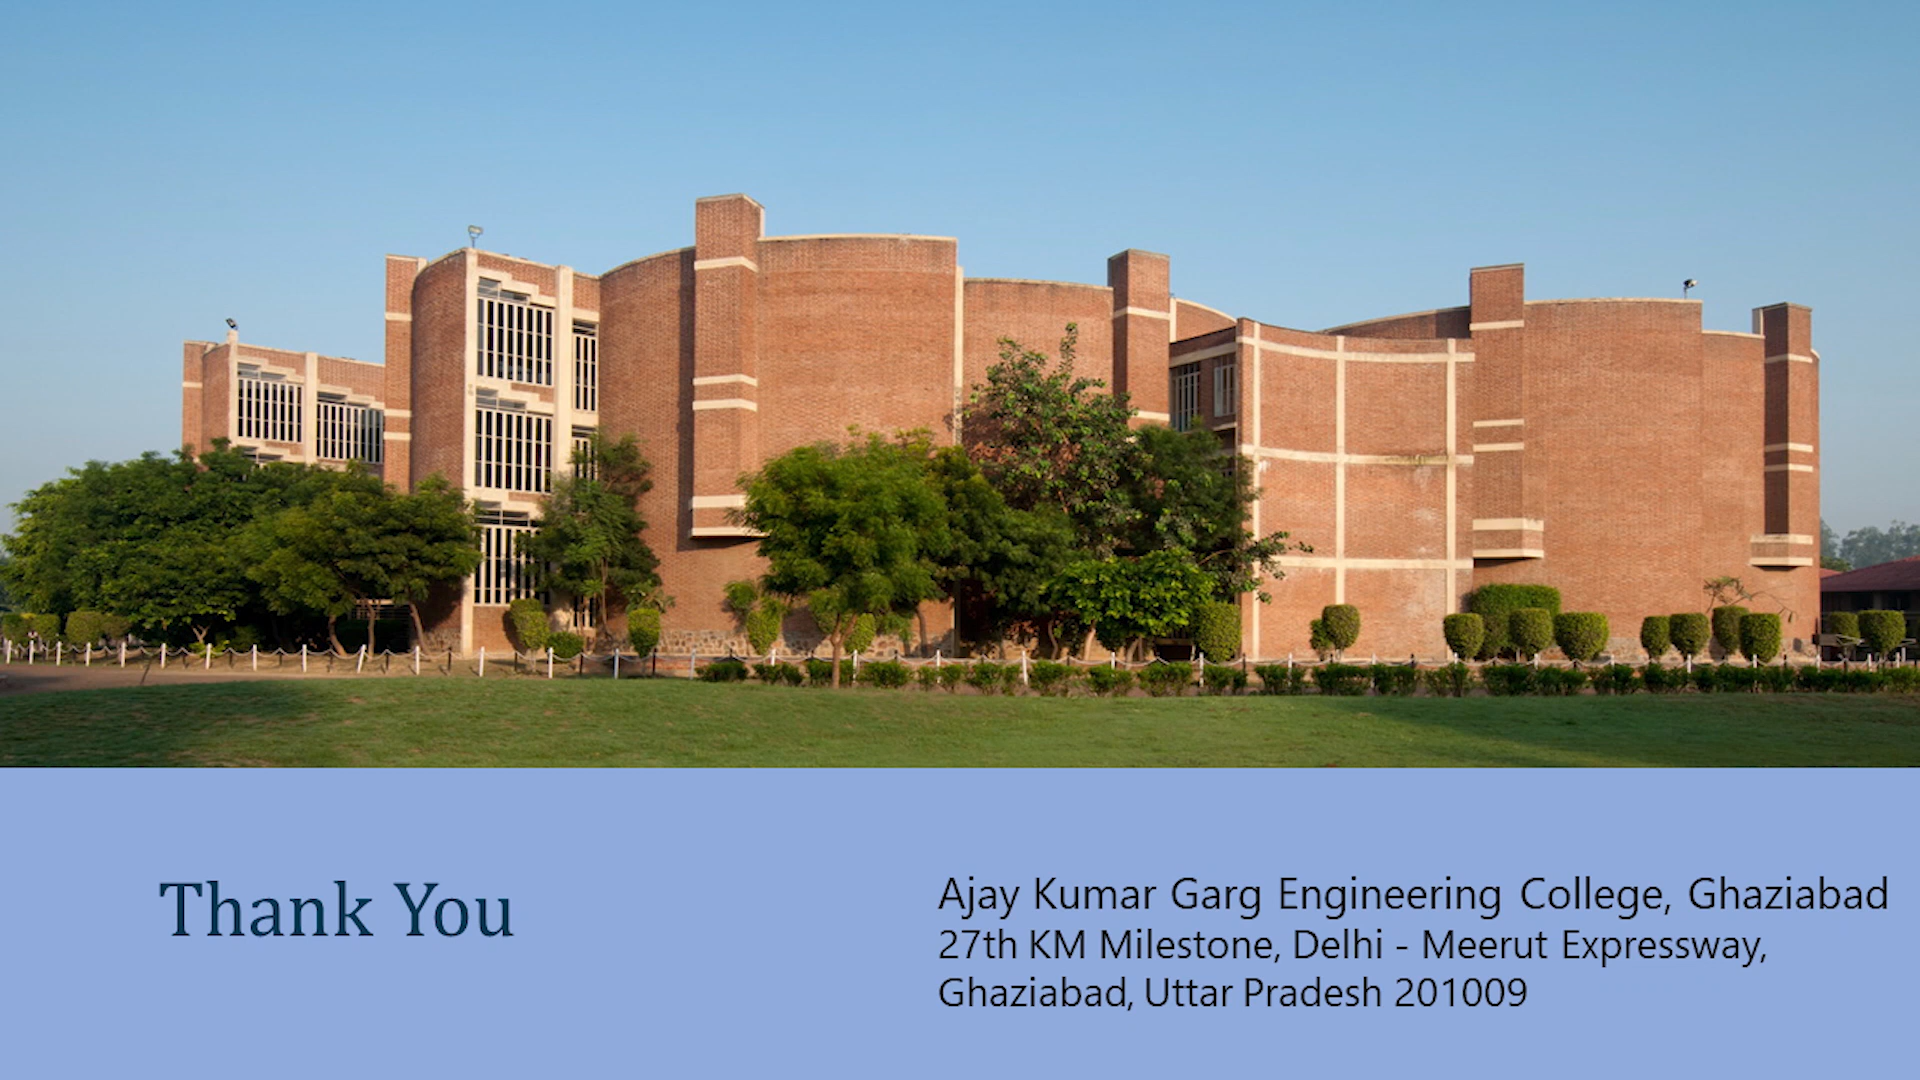 Thank You
Ajay Kumar Garg Engineering College, Ghaziabad
27th KM Milestone, Delhi - Meerut Expressway,
Ghaziabad, Uttar Pradesh 201009